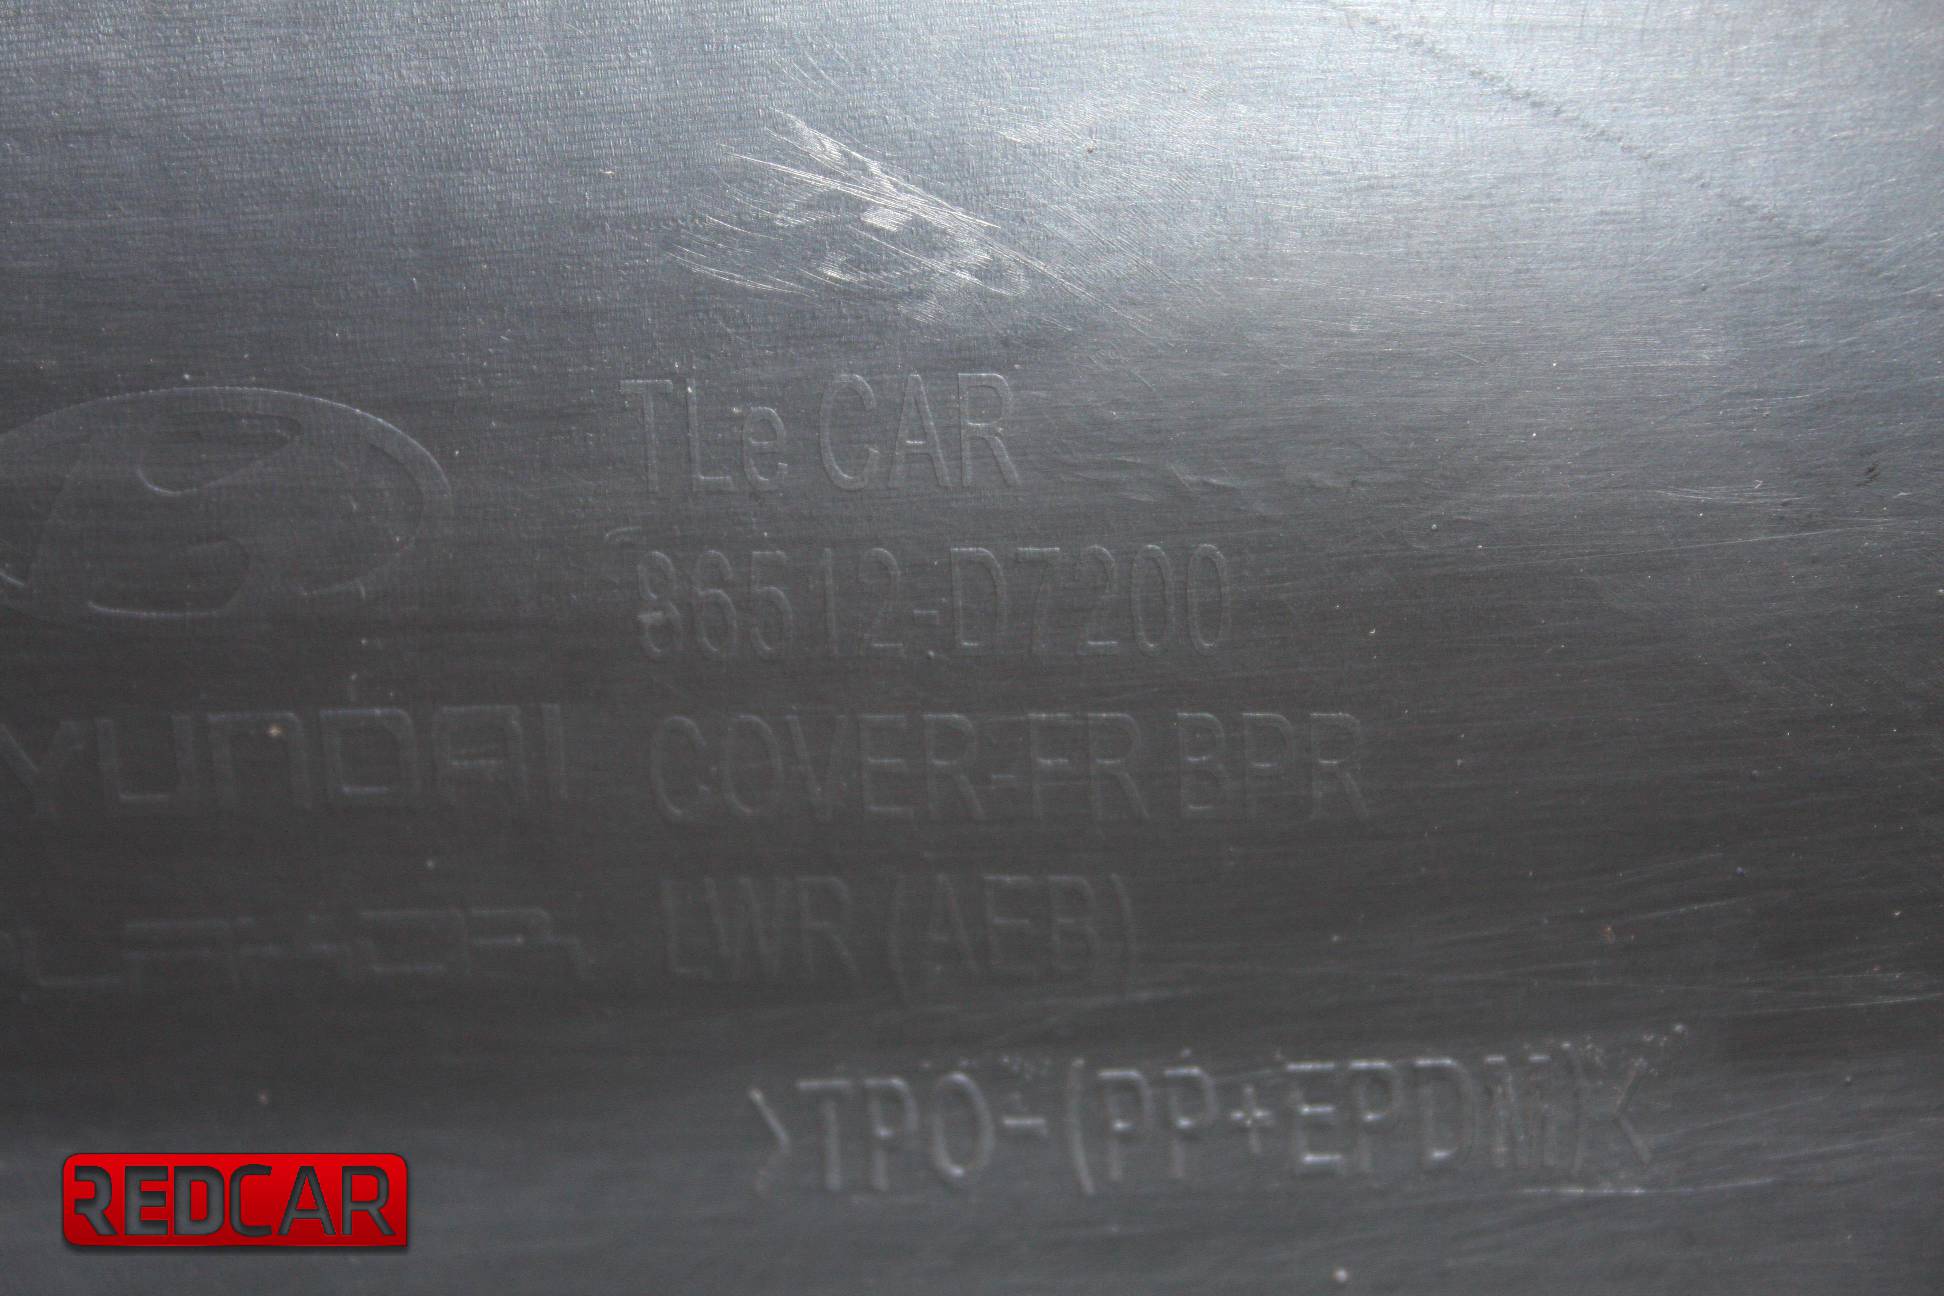 TLe CAR
86512-D7200
HYUNDAI
COVER-FR BPR
LWR (AEB)
>TPO-(PP+EPDM)<
REDCAR